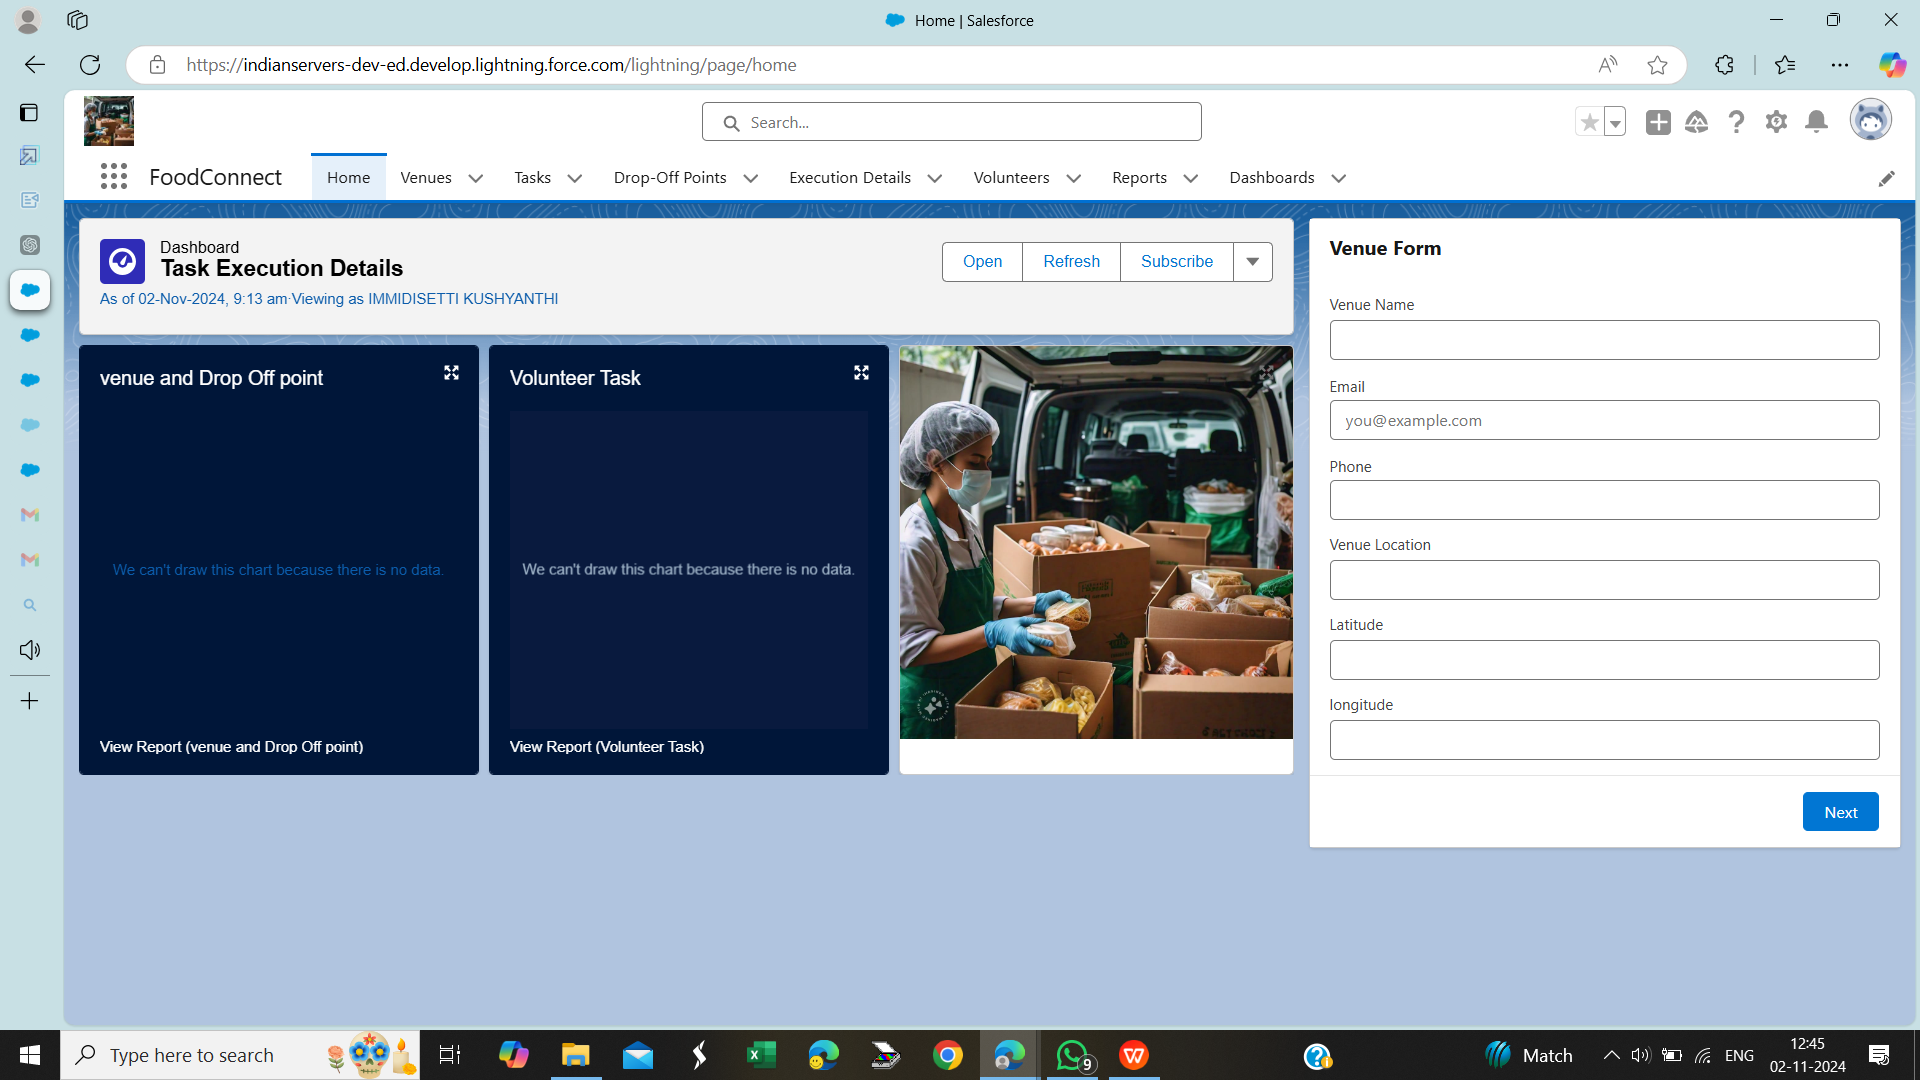 Home | Salesforce
https://indianservers-dev-ed.develop.lightning.force.com/lightning/page/home
Search...
FoodConnect
Home
Venues
Tasks
Drop-Off Points
Execution Details
Volunteers
Reports
Dashboards
Dashboard
Task Execution Details
As of 02-Nov-2024, 9:13 am·Viewing as IMMIDISETTI KUSHYANTHI
Open
Refresh
Subscribe
venue and Drop Off point
We can't draw this chart because there is no data.
View Report (venue and Drop Off point)
Volunteer Task
We can't draw this chart because there is no data.
View Report (Volunteer Task)
Venue Form
Venue Name
Email
you@example.com
Phone
Venue Location
Latitude
longitude
Next
Type here to search
9
Match
ENG
12:45
02-11-2024